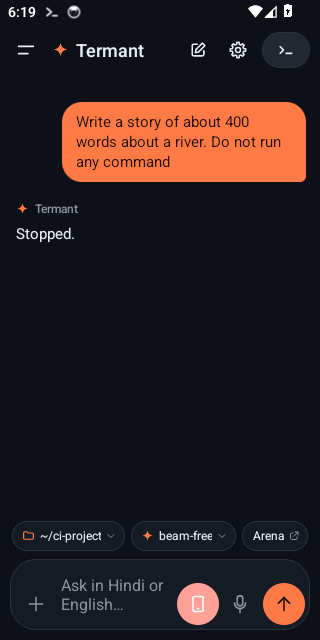 6:19
Termant
Write a story of about 400
words about a river. Do not run
any command
Termant
Stopped.
~/ci-project
beam-free
Arena
Ask in Hindi or
English…